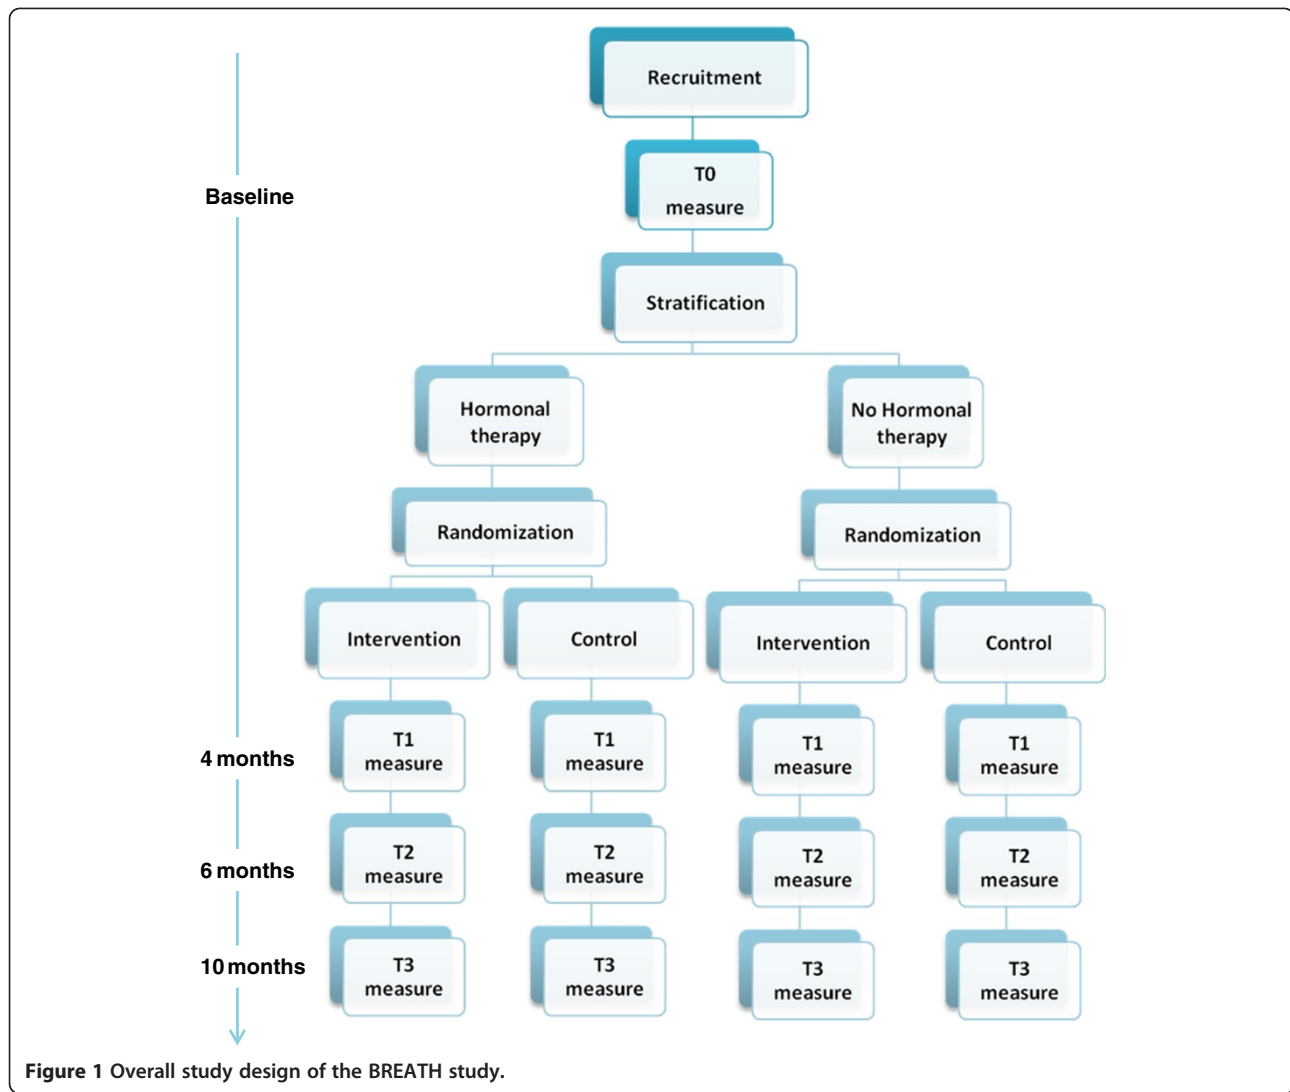 Recruitment
Baseline
T0
measure
Stratification
Hormonal
therapy
No Hormonal
therapy
Randomization
Randomization
Intervention
Control
Intervention
Control
4 months
T1
measure
T1
measure
T1
measure
T1
measure
6 months
T2
measure
T2
measure
T2
measure
T2
measure
10 months
T3
measure
T3
measure
T3
measure
T3
measure
Figure 1 Overall study design of the BREATH study.